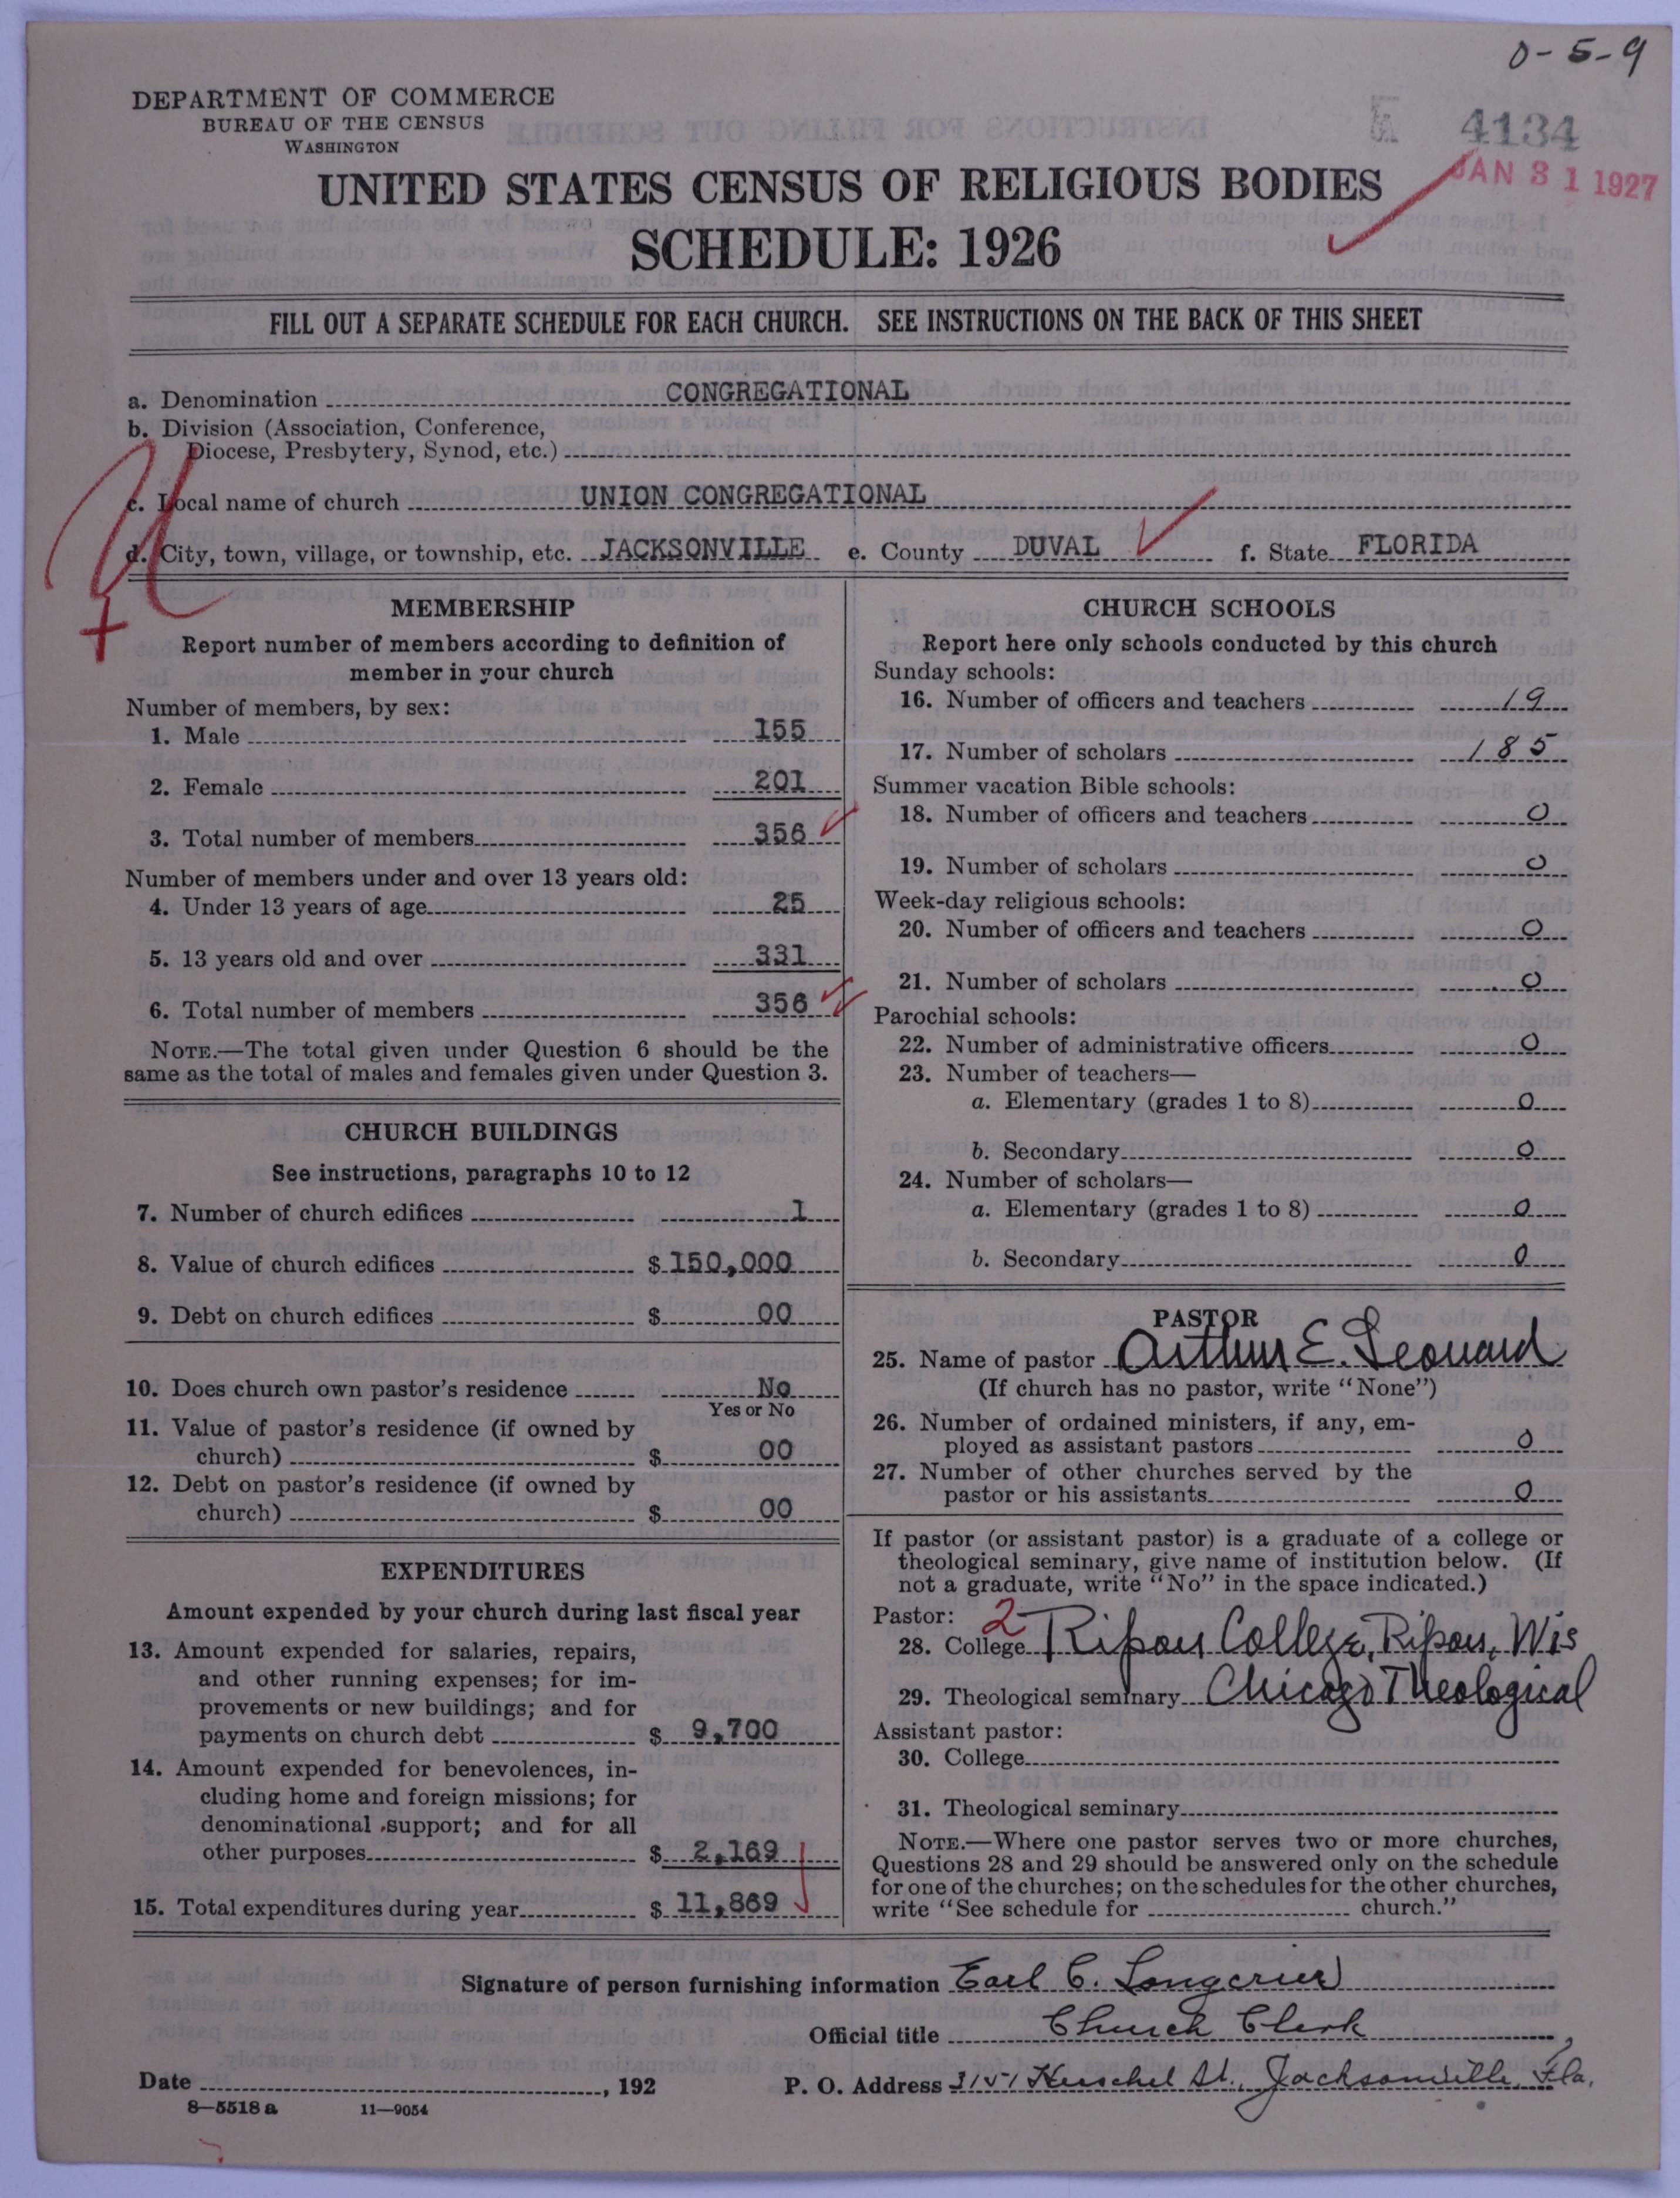 0-5-9
DEPARTMENT OF COMMERCE
BUREAU OF THE CENSUS
WASHINGTON
4134
JAN 31 1927
UNITED STATES CENSUS OF RELIGIOUS BODIES
SCHEDULE: 1926
FILL OUT A SEPARATE SCHEDULE FOR EACH CHURCH. SEE INSTRUCTIONS ON THE BACK OF THIS SHEET
a. Denomination CONGREGATIONAL
b. Division (Association, Conference,
Diocese, Presbytery, Synod, etc.)
c. Local name of church UNION CONGREGATIONAL
d. City, town, village, or township, etc. JACKSONVILLE e. County DUVAL f. State FLORIDA
MEMBERSHIP
Report number of members according to definition of
member in your church
Number of members, by sex:
1. Male 155
2. Female 201
3. Total number of members 356
Number of members under and over 13 years old:
4. Under 13 years of age 25
5. 13 years old and over 331
6. Total number of members 356
NOTE.—The total given under Question 6 should be the
same as the total of males and females given under Question 3.
CHURCH BUILDINGS
See instructions, paragraphs 10 to 12
7. Number of church edifices 1
8. Value of church edifices $ 150,000
9. Debt on church edifices $ 00
10. Does church own pastor's residence No
Yes or No
11. Value of pastor's residence (if owned by
church) $ 00
12. Debt on pastor's residence (if owned by
church) $ 00
EXPENDITURES
Amount expended by your church during last fiscal year
13. Amount expended for salaries, repairs,
and other running expenses; for im-
provements or new buildings; and for
payments on church debt $ 9,700
14. Amount expended for benevolences, in-
cluding home and foreign missions; for
denominational support; and for all
other purposes $ 2,169
15. Total expenditures during year $ 11,869
CHURCH SCHOOLS
Report here only schools conducted by this church
Sunday schools:
16. Number of officers and teachers 19
17. Number of scholars 185
Summer vacation Bible schools:
18. Number of officers and teachers 0
19. Number of scholars 0
Week-day religious schools:
20. Number of officers and teachers 0
21. Number of scholars 0
Parochial schools:
22. Number of administrative officers 0
23. Number of teachers—
a. Elementary (grades 1 to 8) 0
b. Secondary 0
24. Number of scholars—
a. Elementary (grades 1 to 8) 0
b. Secondary 0
PASTOR
25. Name of pastor Arthur E. Leonard
(If church has no pastor, write "None")
26. Number of ordained ministers, if any, em-
ployed as assistant pastors 0
27. Number of other churches served by the
pastor or his assistants 0
If pastor (or assistant pastor) is a graduate of a college or
theological seminary, give name of institution below. (If
not a graduate, write "No" in the space indicated.)
Pastor: 2
28. College Ripon College, Ripon, Wis
29. Theological seminary Chicago Theological
Assistant pastor:
30. College
31. Theological seminary
NOTE.—Where one pastor serves two or more churches,
Questions 28 and 29 should be answered only on the schedule
for one of the churches; on the schedules for the other churches,
write "See schedule for church."
Signature of person furnishing information Earl C. Longcrier
Official title Church Clerk
Date , 192 P. O. Address 3151 Herschel St., Jacksonville, Fla.
8—5518 a 11—9054